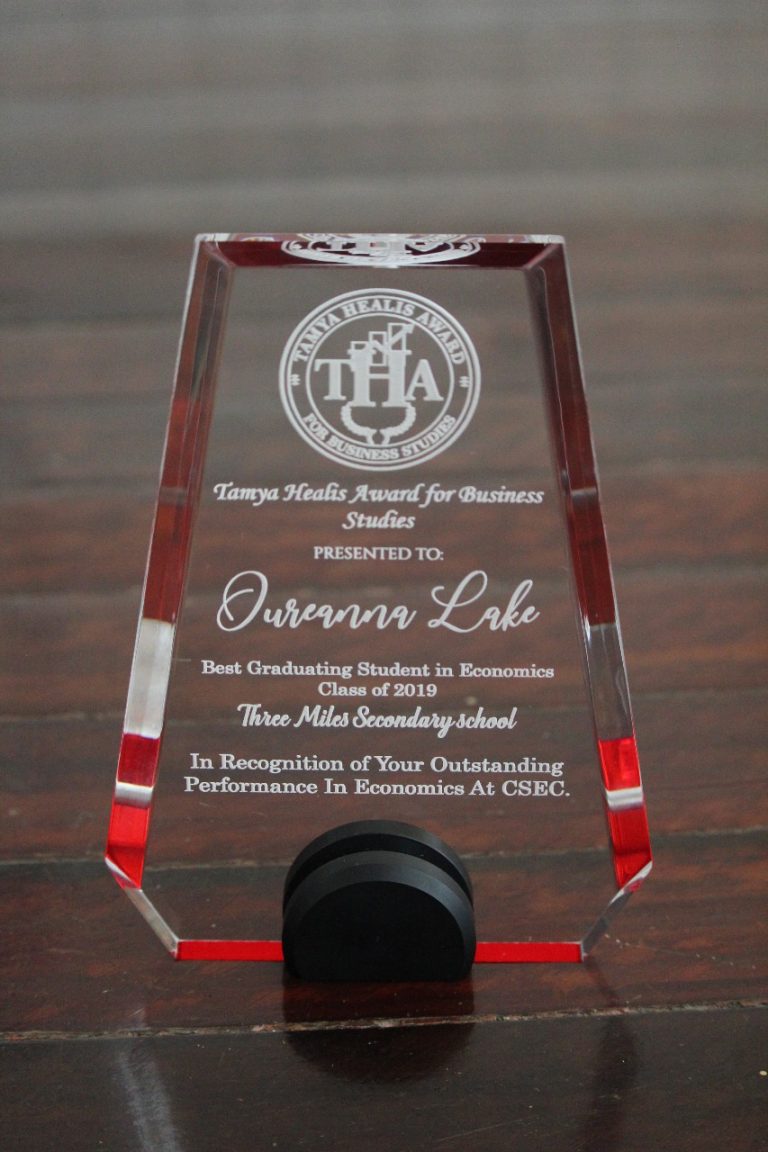 TAMYA HEALIS AWARD
THA
FOR BUSINESS STUDIES
Tamya Healis Award for Business
Studies
PRESENTED TO:
Oureanna Lake
Best Graduating Student in Economics
Class of 2019
Three Miles Secondary school
In Recognition of Your Outstanding
Performance In Economics At CSEC.